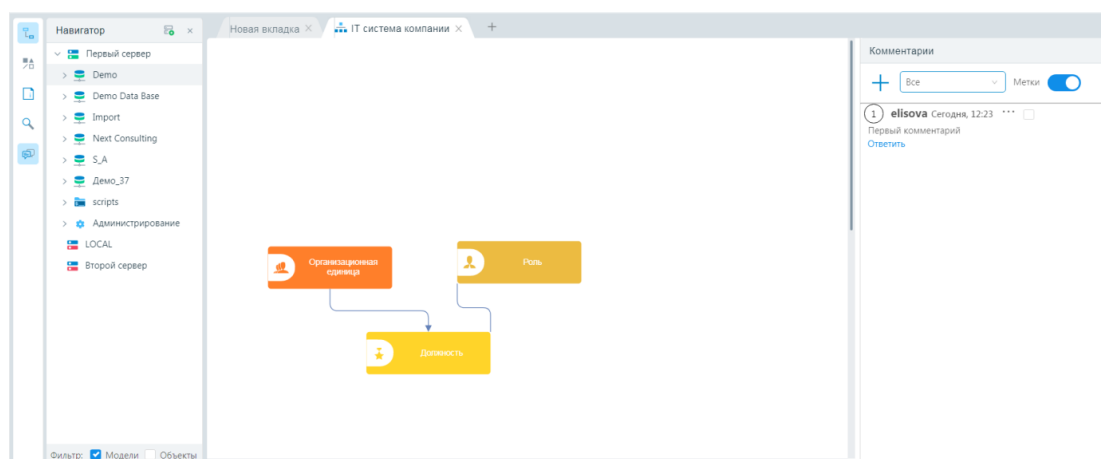 Навигатор
Первый сервер
Demo
Demo Data Base
Import
Next Consulting
S_A
Демо_37
scripts
Администрирование
LOCAL
Второй сервер
Фильтр: Модели Объекты
Новая вкладка
IT система компании
Организационная
единица
Роль
Должность
Комментарии
Все
Метки
1 elisova Сегодня, 12:23 ...
Первый комментарий
Ответить